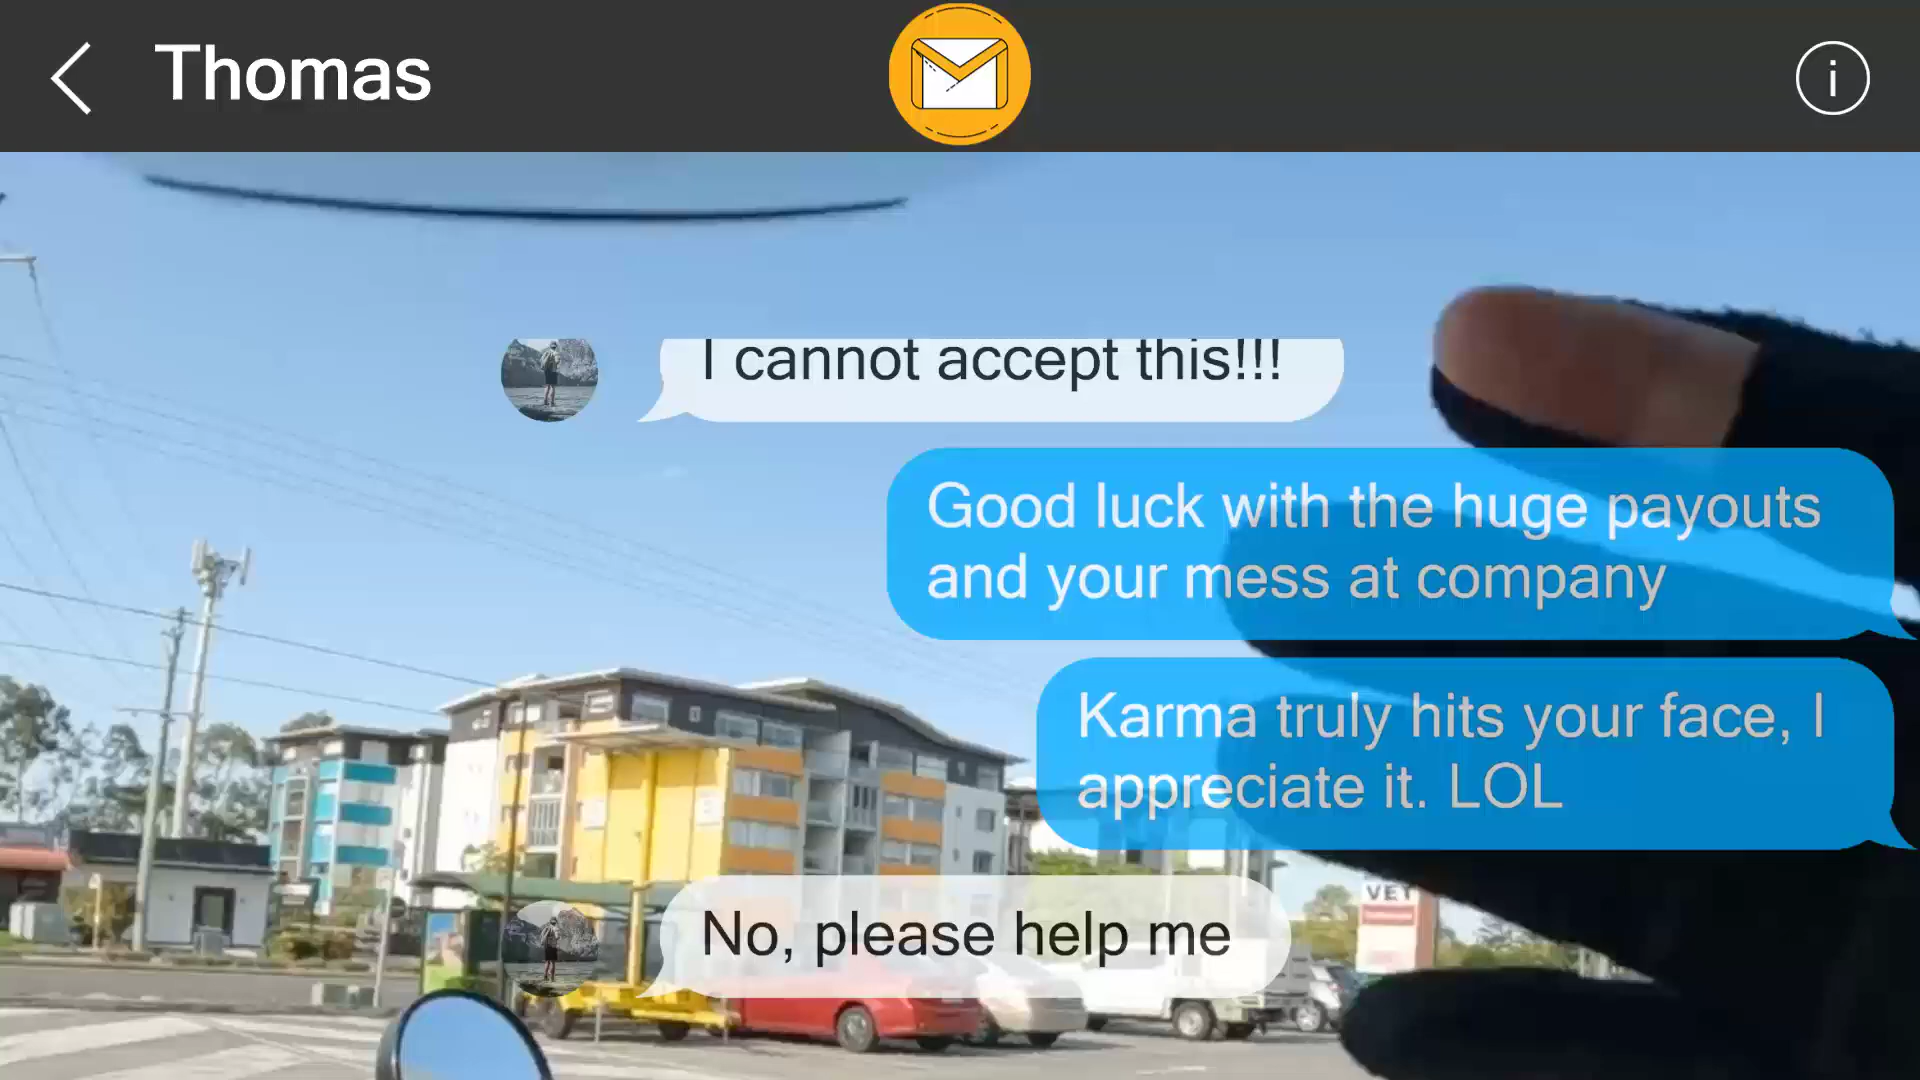 Thomas
i
I cannot accept this!!!
Good luck with the huge payouts
and your mess at company
Karma truly hits your face, I
appreciate it. LOL
No, please help me
VET